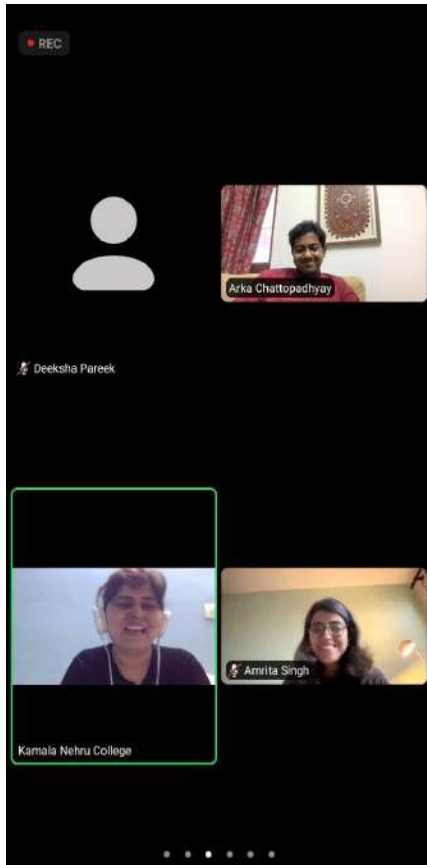 REC
Arka Chattopadhyay
Deeksha Pareek
Amrita Singh
Kamala Nehru College